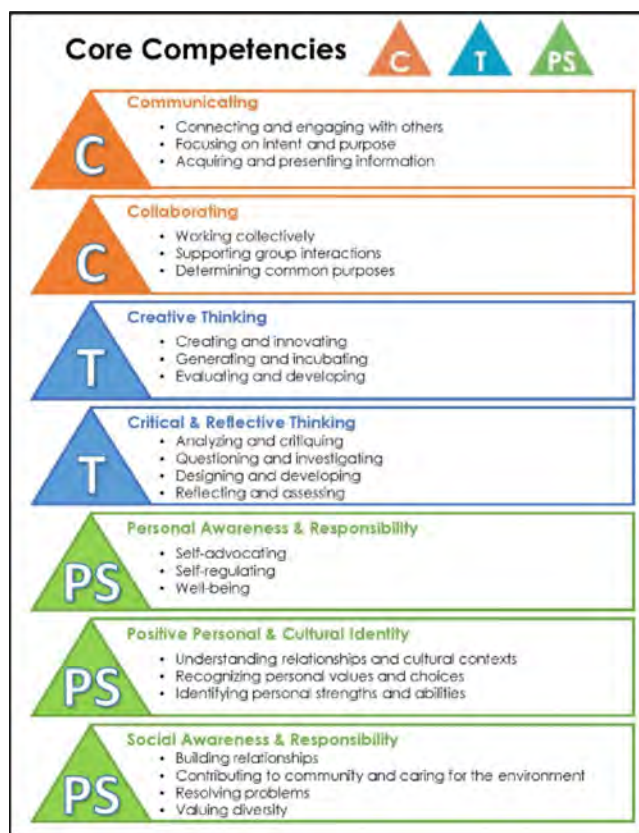 Core Competencies
C
T
PS
Communicating
C
• Connecting and engaging with others
• Focusing on intent and purpose
• Acquiring and presenting information
Collaborating
C
• Working collectively
• Supporting group interactions
• Determining common purposes
Creative Thinking
T
• Creating and innovating
• Generating and incubating
• Evaluating and developing
Critical & Reflective Thinking
T
• Analyzing and critiquing
• Questioning and investigating
• Designing and developing
• Reflecting and assessing
Personal Awareness & Responsibility
PS
• Self-advocating
• Self-regulating
• Well-being
Positive Personal & Cultural Identity
PS
• Understanding relationships and cultural contexts
• Recognizing personal values and choices
• Identifying personal strengths and abilities
Social Awareness & Responsibility
PS
• Building relationships
• Contributing to community and caring for the environment
• Resolving problems
• Valuing diversity